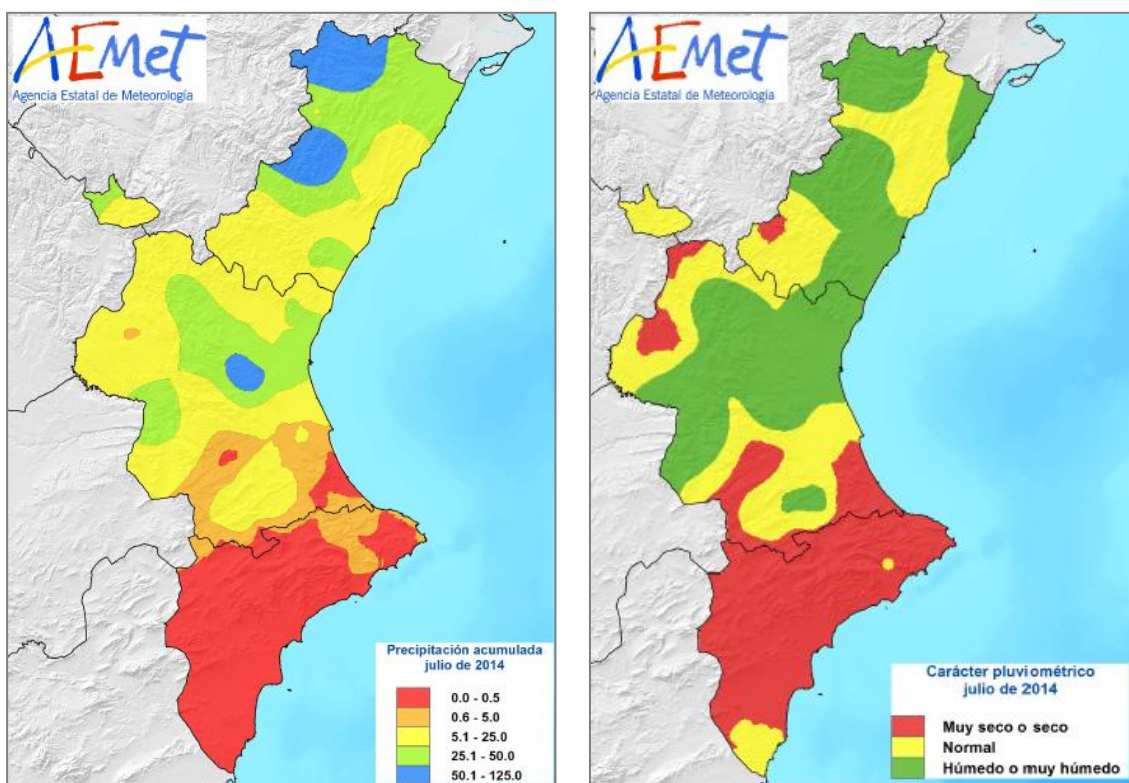 AEMet
Agencia Estatal de Meteorología
Precipitación acumulada
julio de 2014
0.0 - 0.5
0.6 - 5.0
5.1 - 25.0
25.1 - 50.0
50.1 - 125.0
AEMet
Agencia Estatal de Meteorología
Carácter pluviométrico
julio de 2014
Muy seco o seco
Normal
Húmedo o muy húmedo